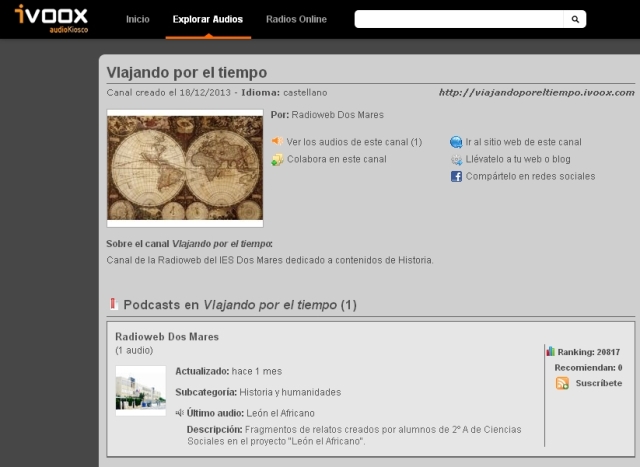 iVOOX
audioKiosco
Inicio
Explorar Audios
Radios Online
VIajando por el tiempo
Canal creado el 18/12/2013 - Idioma: castellano
http://viajandoporeltiempo.ivoox.com
Por: Radioweb Dos Mares
Ver los audios de este canal (1)
Ir al sitio web de este canal
Colabora en este canal
Llévatelo a tu web o blog
Compártelo en redes sociales
Sobre el canal VIajando por el tiempo:
Canal de la Radioweb del IES Dos Mares dedicado a contenidos de Historia.
Podcasts en VIajando por el tiempo (1)
Radioweb Dos Mares
(1 audio)
Actualizado: hace 1 mes
Subcategoría: Historia y humanidades
Último audio: León el Africano
Descripción: Fragmentos de relatos creados por alumnos de 2º A de Ciencias
Sociales en el proyecto "León el Africano".
Ranking: 20817
Recomiendan: 0
Suscríbete